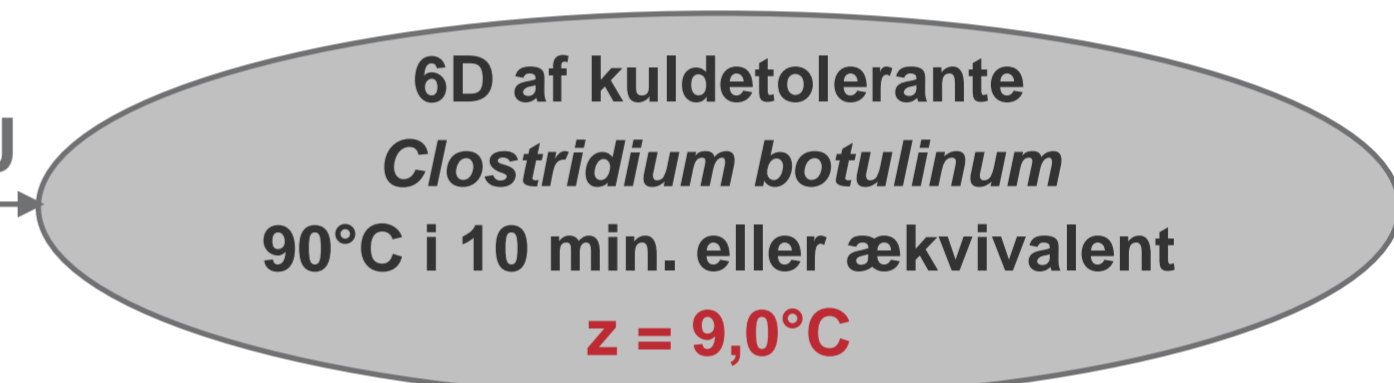 6D af kuldetolerante
Clostridium botulinum
90°C i 10 min. eller ækvivalent
z = 9,0°C